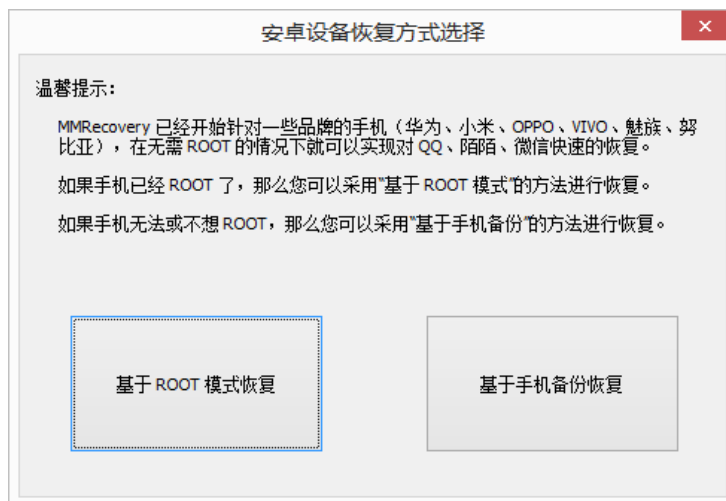 安卓设备恢复方式选择
温馨提示：
MMRecovery 已经开始针对一些品牌的手机（华为、小米、OPPO、VIVO、魅族、努
比亚），在无需 ROOT 的情况下就可以实现对 QQ、陌陌、微信快速的恢复。
如果手机已经 ROOT 了，那么您可以采用“基于 ROOT 模式”的方法进行恢复。
如果手机无法或不想 ROOT，那么您可以采用“基于手机备份”的方法进行恢复。
基于 ROOT 模式恢复
基于手机备份恢复